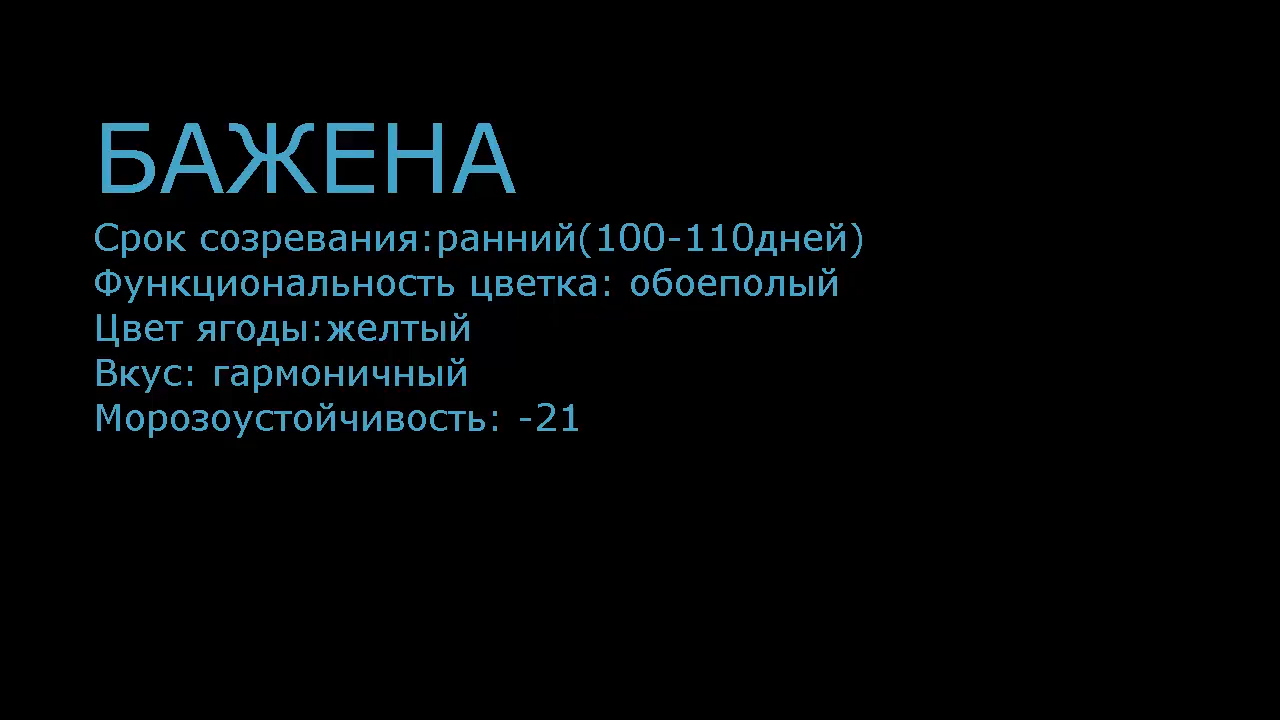 БАЖЕНА
Срок созревания:ранний(100-110дней)
Функциональность цветка: обоеполый
Цвет ягоды:желтый
Вкус: гармоничный
Морозоустойчивость: -21